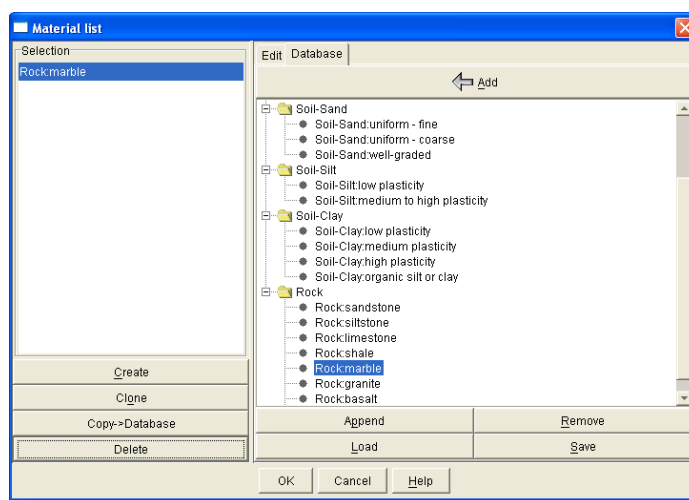 Material list
Selection
Rock:marble
Create
Clone
Copy->Database
Delete
Edit Database
Add
Soil-Sand
Soil-Sand:uniform - fine
Soil-Sand:uniform - coarse
Soil-Sand:well-graded
Soil-Silt
Soil-Silt:low plasticity
Soil-Silt:medium to high plasticity
Soil-Clay
Soil-Clay:low plasticity
Soil-Clay:medium plasticity
Soil-Clay:high plasticity
Soil-Clay:organic silt or clay
Rock
Rock:sandstone
Rock:siltstone
Rock:limestone
Rock:shale
Rock:marble
Rock:granite
Rock:basalt
Append Remove
Load Save
OK Cancel Help